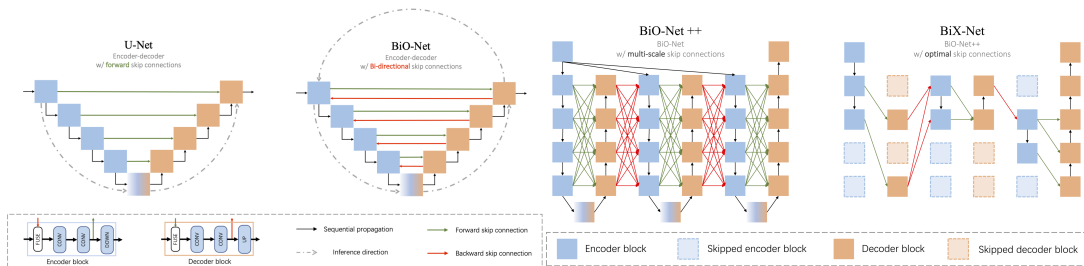 U-Net
Encoder-decoder
w/ forward skip connections
BiO-Net
Encoder-decoder
w/ Bi-directional skip connections
BiO-Net ++
BiO-Net
w/ multi-scale skip connections
BiX-Net
BiO-Net++
w/ optimal skip connections
FUSE
CONV
CONV
DOWN
Encoder block
FUSE
CONV
CONV
UP
Decoder block
Sequential propagation
Inference direction
Forward skip connection
Backward skip connection
Encoder block
Skipped encoder block
Decoder block
Skipped decoder block